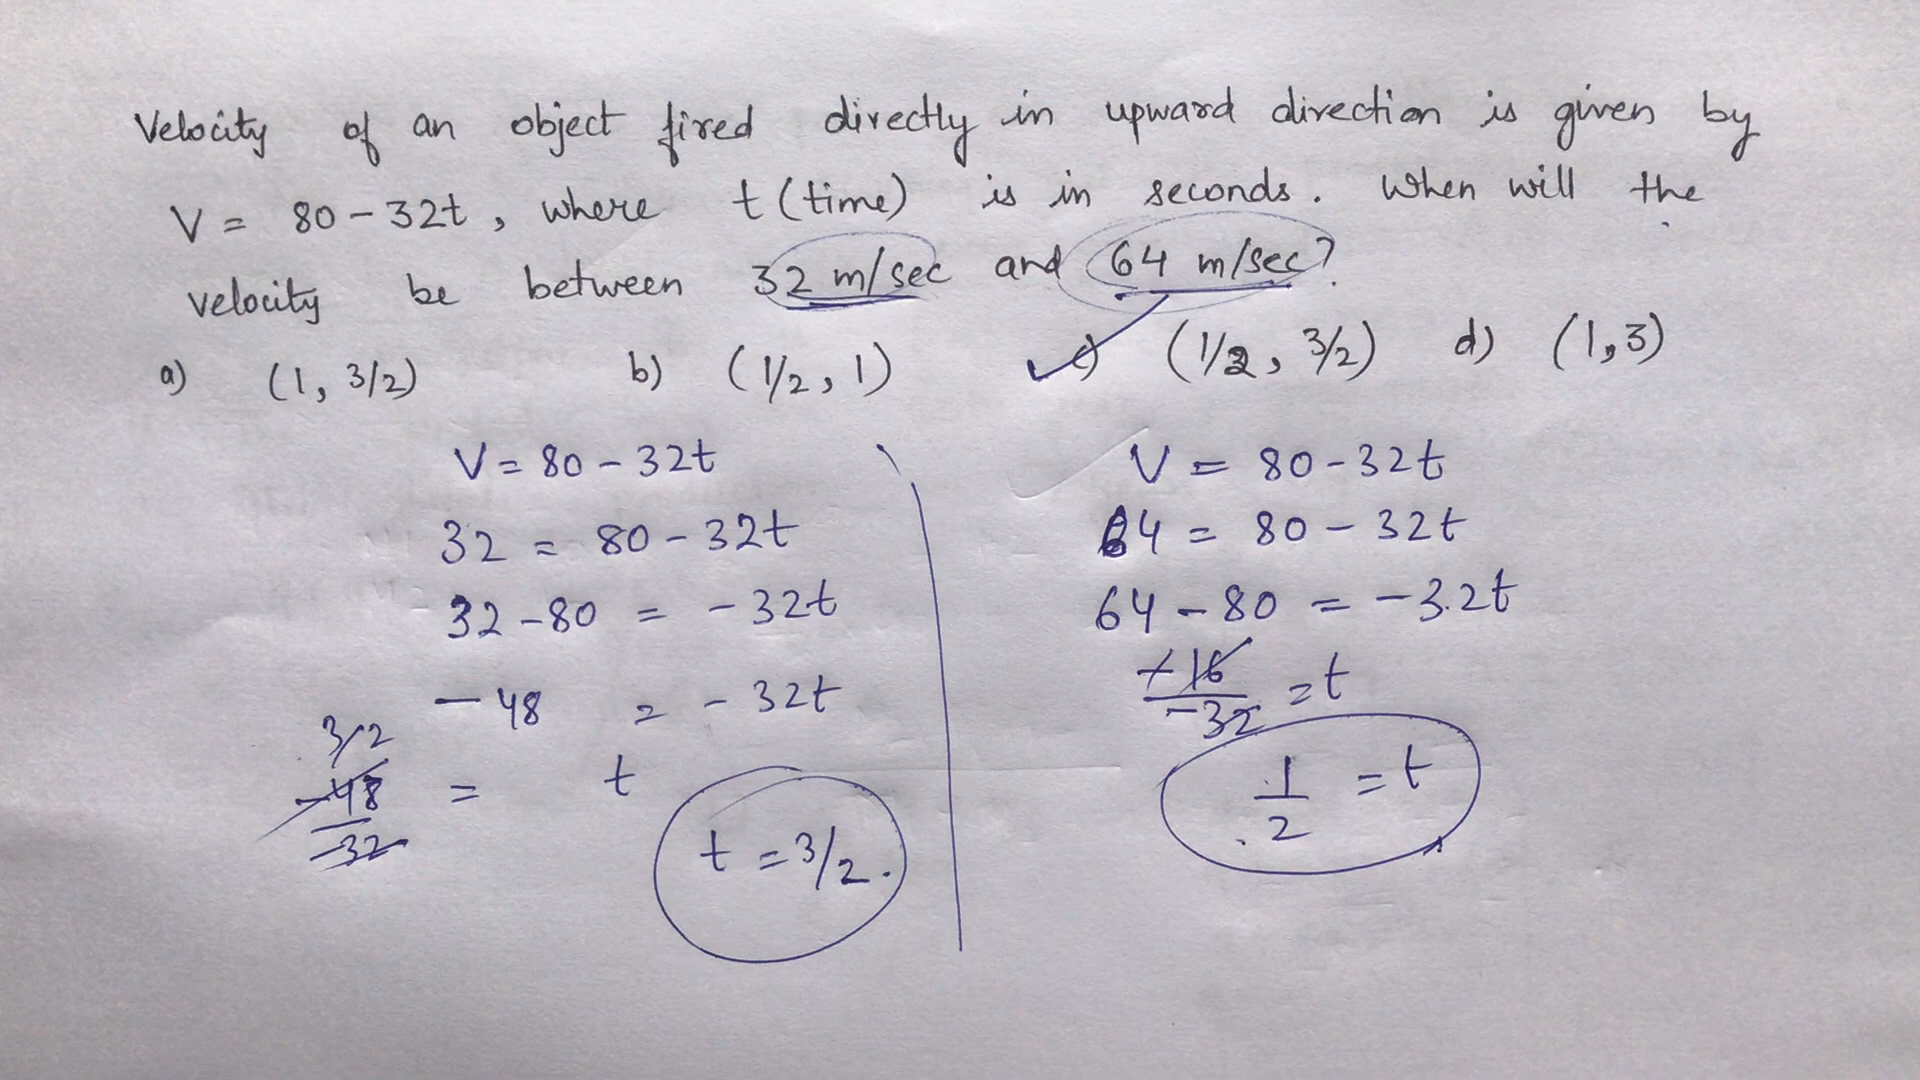 Velocity of an object fired directly in upward direction is given by
V = 80 - 32t, where t (time) is in seconds. When will the
velocity be between 32 m/sec and 64 m/sec?
a) (1, 3/2) b) (1/2, 1) c) (1/2, 3/2) d) (1,3)
V = 80 - 32t
32 = 80 - 32t
32 - 80 = - 32t
- 48 = - 32t
3/2
-48/-32 = t
t = 3/2.
V = 80 - 32t
64 = 80 - 32t
64 - 80 = - 32t
-16/-32 = t
1/2 = t